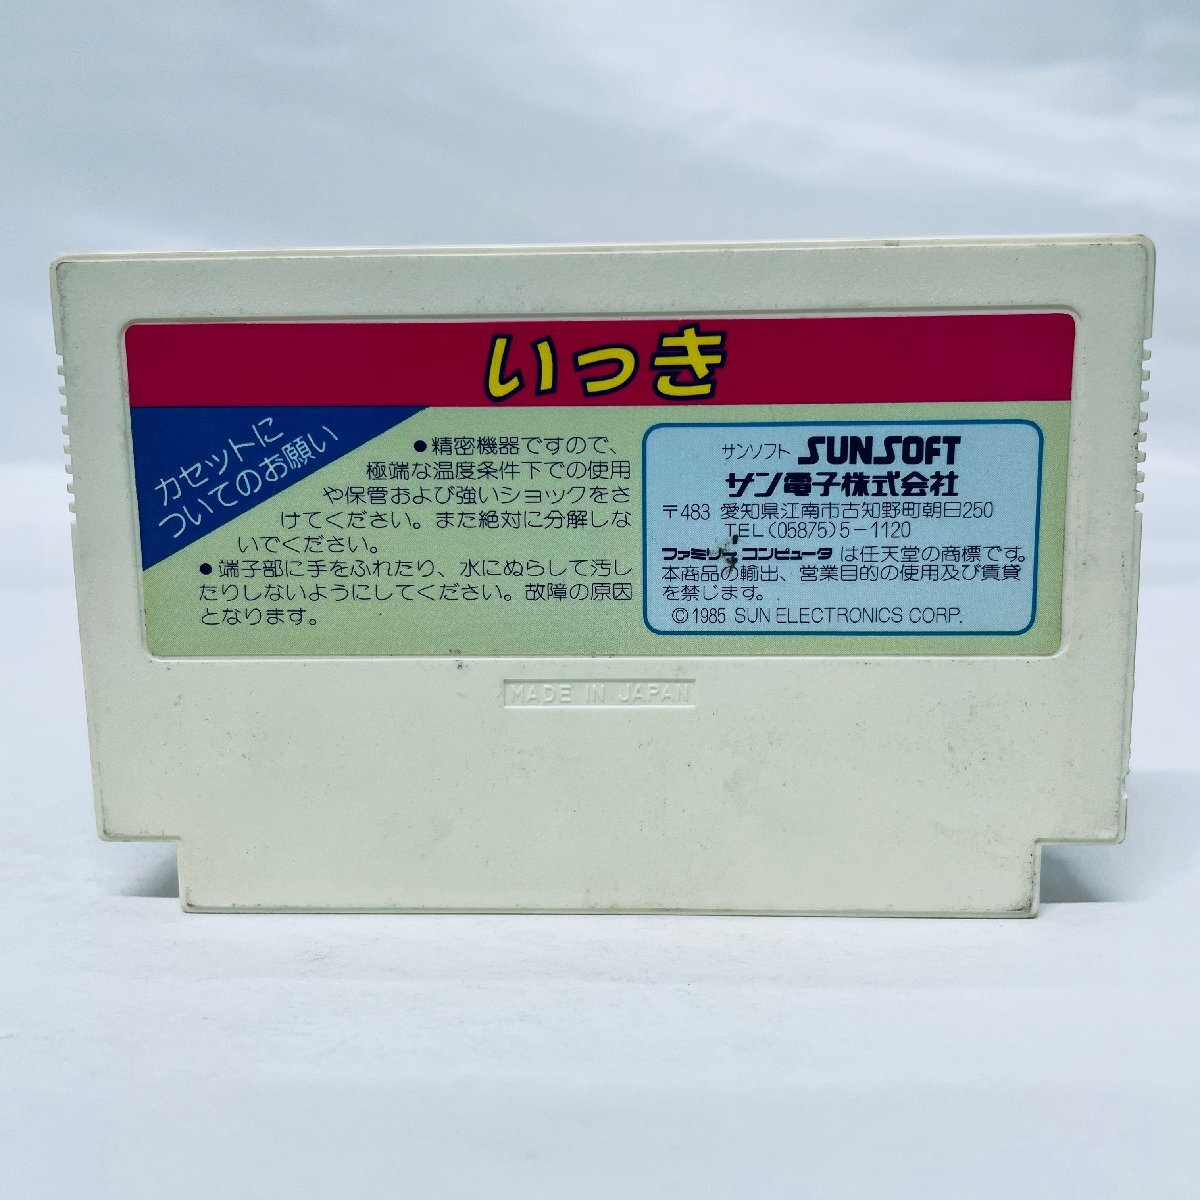 いっき
カセットに
ついてのお願い
●精密機器ですので、
極端な温度条件下での使用
や保管および強いショックをさ
けてください。また絶対に分解しな
いでください。
●端子部に手をふれたり、水にぬらして汚し
たりしないようにしてください。故障の原因
となります。
サンソフト SUNSOFT
サン電子株式会社
〒483 愛知県江南市古知野町朝日250
TEL(05875)5-1120
ファミリーコンピュータは任天堂の商標です。
本商品の輸出、営業目的の使用及び賃貸
を禁じます。
©1985 SUN ELECTRONICS CORP.
MADE IN JAPAN